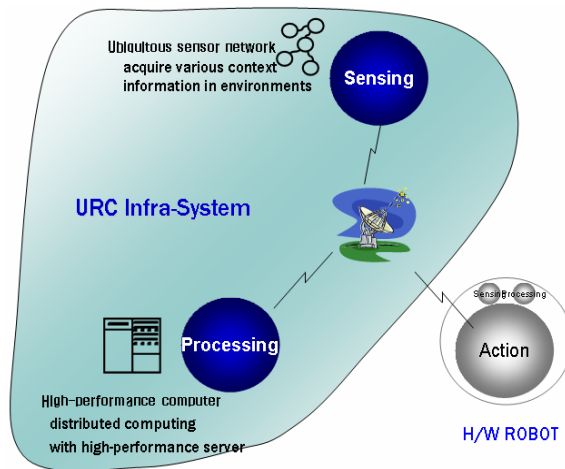 Ubiquitous sensor network
acquire various context
information in environments
Sensing
URC Infra-System
Sensing
Processing
Action
Processing
High-performance computer
distributed computing
with high-performance server
H/W ROBOT